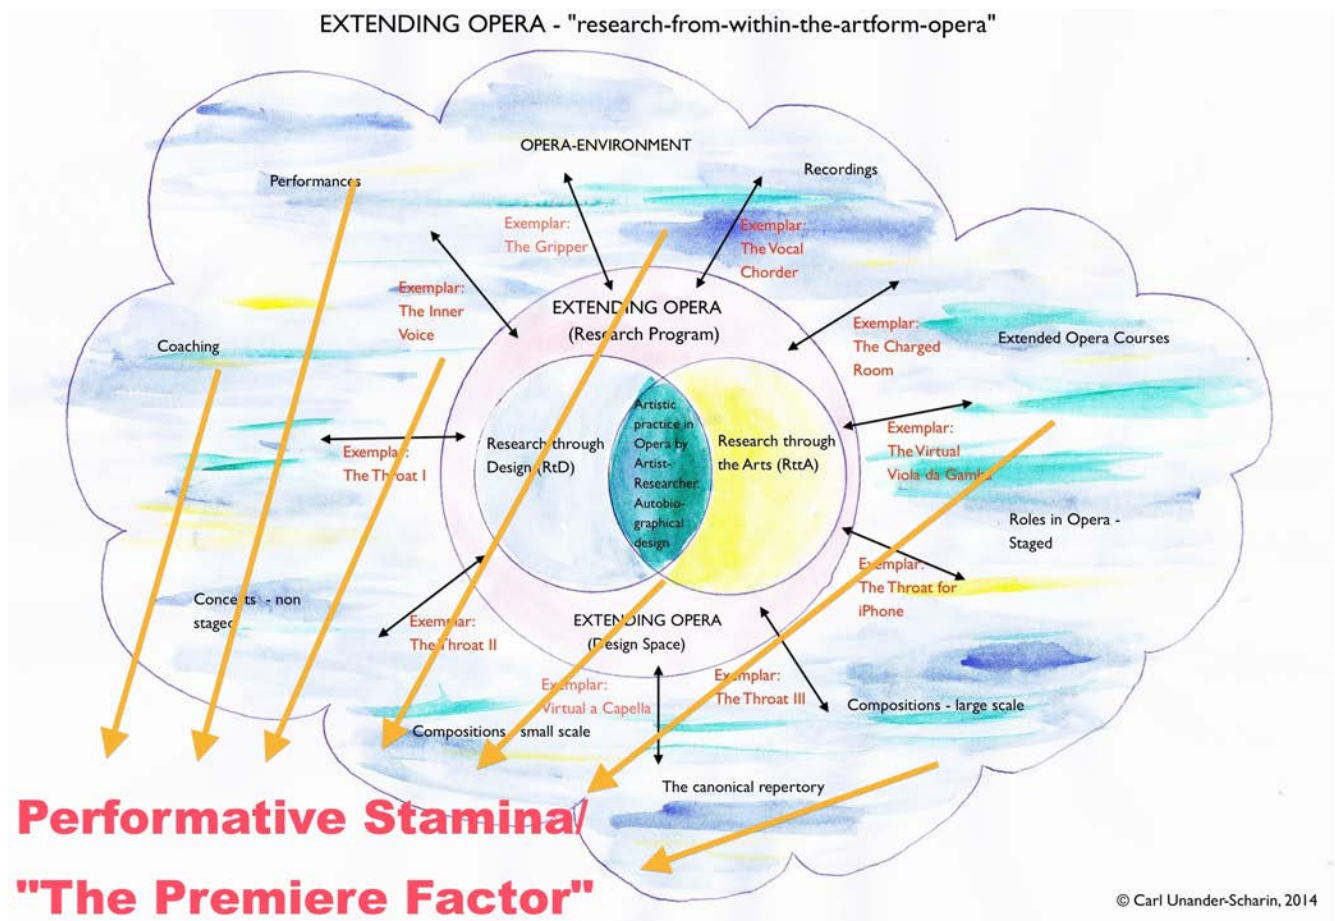 EXTENDING OPERA - "research-from-within-the-artform-opera"
OPERA-ENVIRONMENT
Performances
Recordings
Exemplar:
The Gripper
Exemplar:
The Vocal
Chorder
Exemplar:
The Inner
Voice
EXTENDING OPERA
(Research Program)
Exemplar:
The Charged
Room
Extended Opera Courses
Coaching
Artistic
practice in
Opera by
Artist-
Researcher.
Autobio-
graphical
design
Research through
Design (RtD)
Research through
the Arts (RttA)
Exemplar:
The Throat I
Exemplar:
The Virtual
Viola da Gamba
Roles in Opera -
Staged
Exemplar:
The Throat for
iPhone
Concerts - non
staged
Exemplar:
The Throat II
EXTENDING OPERA
(Design Space)
Exemplar:
Virtual a Capella
Exemplar:
The Throat III
Compositions - large scale
Compositions - small scale
The canonical repertory
Performative Stamina/
"The Premiere Factor"
© Carl Unander-Scharin, 2014